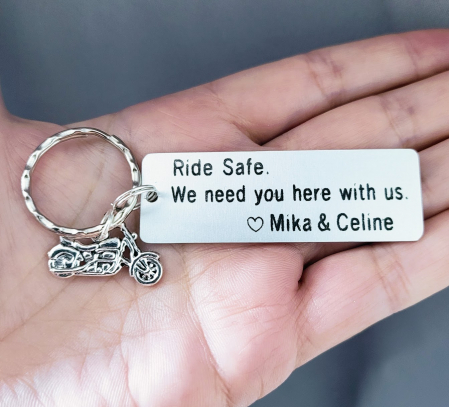 Ride Safe.
We need you here with us.
♡ Mika & Celine